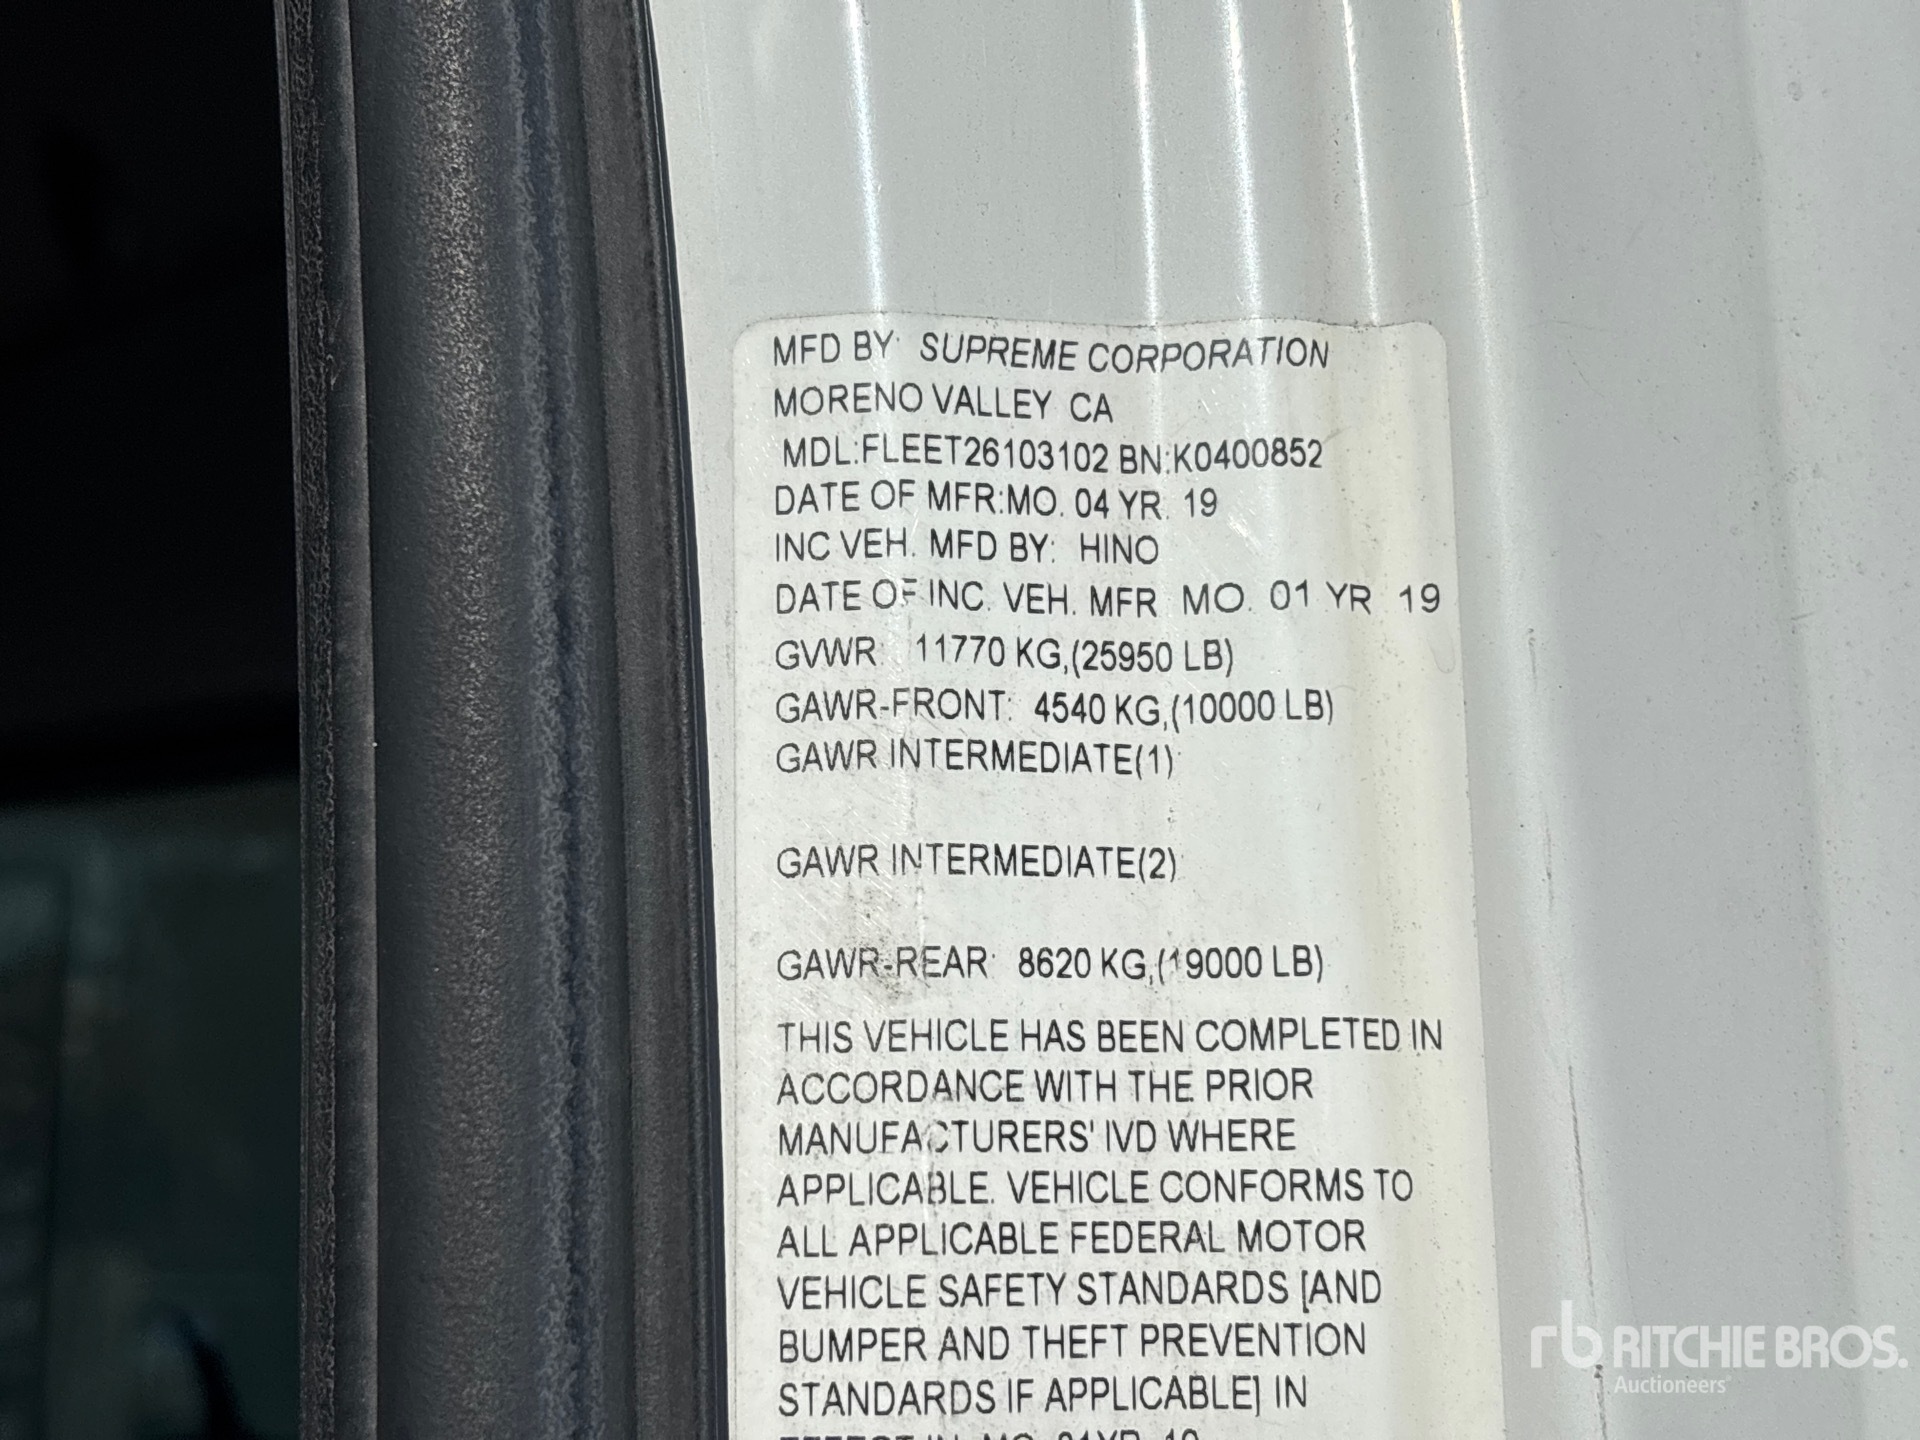 MFD BY: SUPREME CORPORATION
MORENO VALLEY CA
MDL:FLEET26103102 BN:K0400852
DATE OF MFR:MO. 04 YR. 19
INC VEH. MFD BY: HINO
DATE OF INC. VEH. MFR MO. 01 YR 19
GVWR: 11770 KG,(25950 LB)
GAWR-FRONT: 4540 KG,(10000 LB)
GAWR INTERMEDIATE(1)
GAWR INTERMEDIATE(2)
GAWR-REAR: 8620 KG,(19000 LB)
THIS VEHICLE HAS BEEN COMPLETED IN
ACCORDANCE WITH THE PRIOR
MANUFACTURERS' IVD WHERE
APPLICABLE. VEHICLE CONFORMS TO
ALL APPLICABLE FEDERAL MOTOR
VEHICLE SAFETY STANDARDS [AND
BUMPER AND THEFT PREVENTION
STANDARDS IF APPLICABLE] IN
rb RITCHIE BROS.
Auctioneers